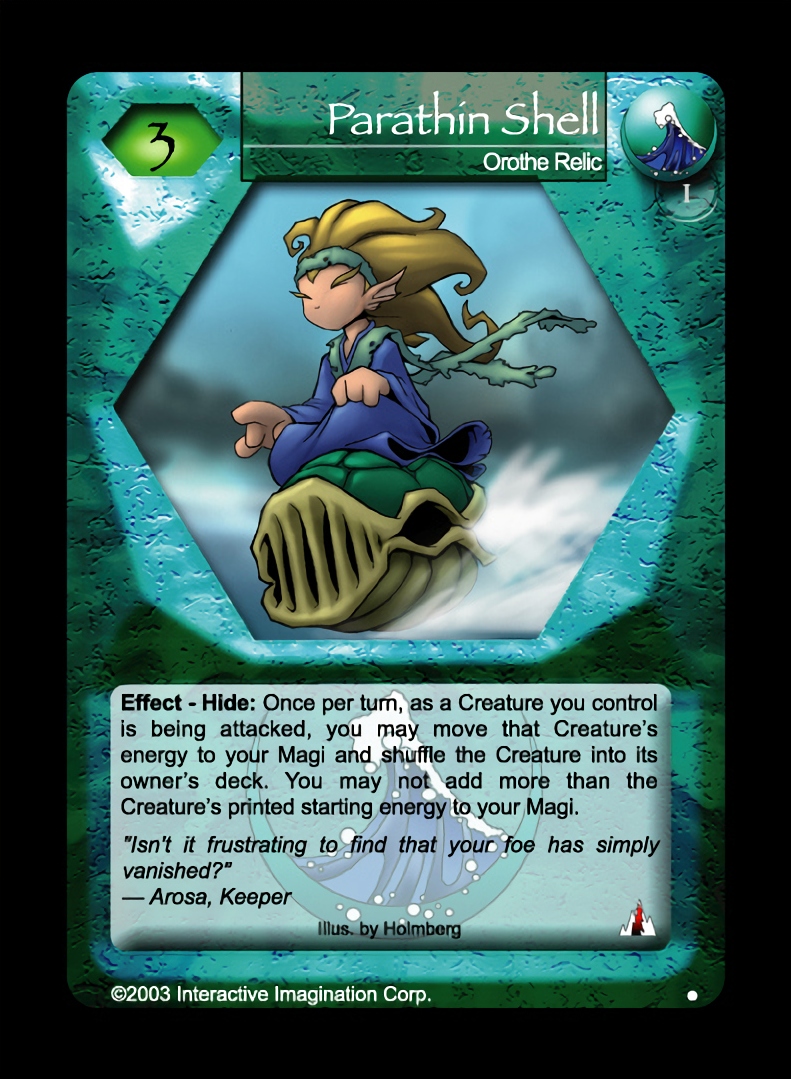 3
Parathin Shell
Orothe Relic
I
Effect - Hide: Once per turn, as a Creature you control
is being attacked, you may move that Creature's
energy to your Magi and shuffle the Creature into its
owner's deck. You may not add more than the
Creature's printed starting energy to your Magi.
"Isn't it frustrating to find that your foe has simply
vanished?"
— Arosa, Keeper
Illus. by Holmberg
©2003 Interactive Imagination Corp.